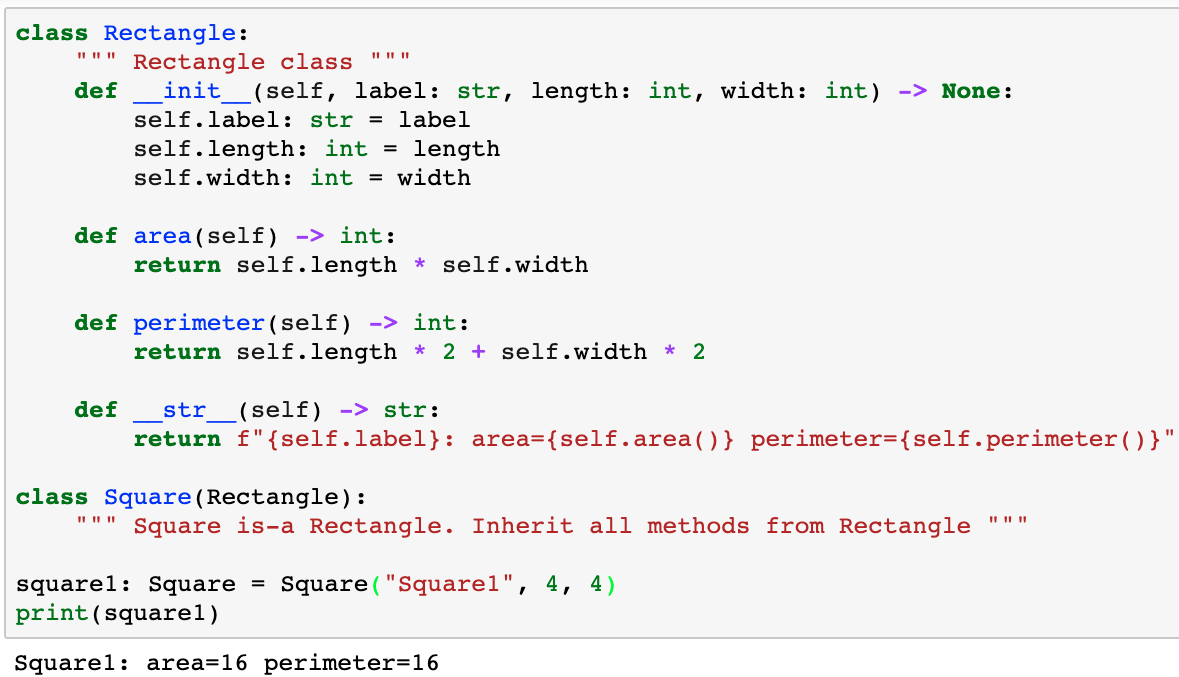 class Rectangle:
    """ Rectangle class """
    def __init__(self, label: str, length: int, width: int) -> None:
        self.label: str = label
        self.length: int = length
        self.width: int = width

    def area(self) -> int:
        return self.length * self.width

    def perimeter(self) -> int:
        return self.length * 2 + self.width * 2

    def __str__(self) -> str:
        return f"{self.label}: area={self.area()} perimeter={self.perimeter()}"

class Square(Rectangle):
    """ Square is-a Rectangle. Inherit all methods from Rectangle """

square1: Square = Square("Square1", 4, 4)
print(square1)
Square1: area=16 perimeter=16